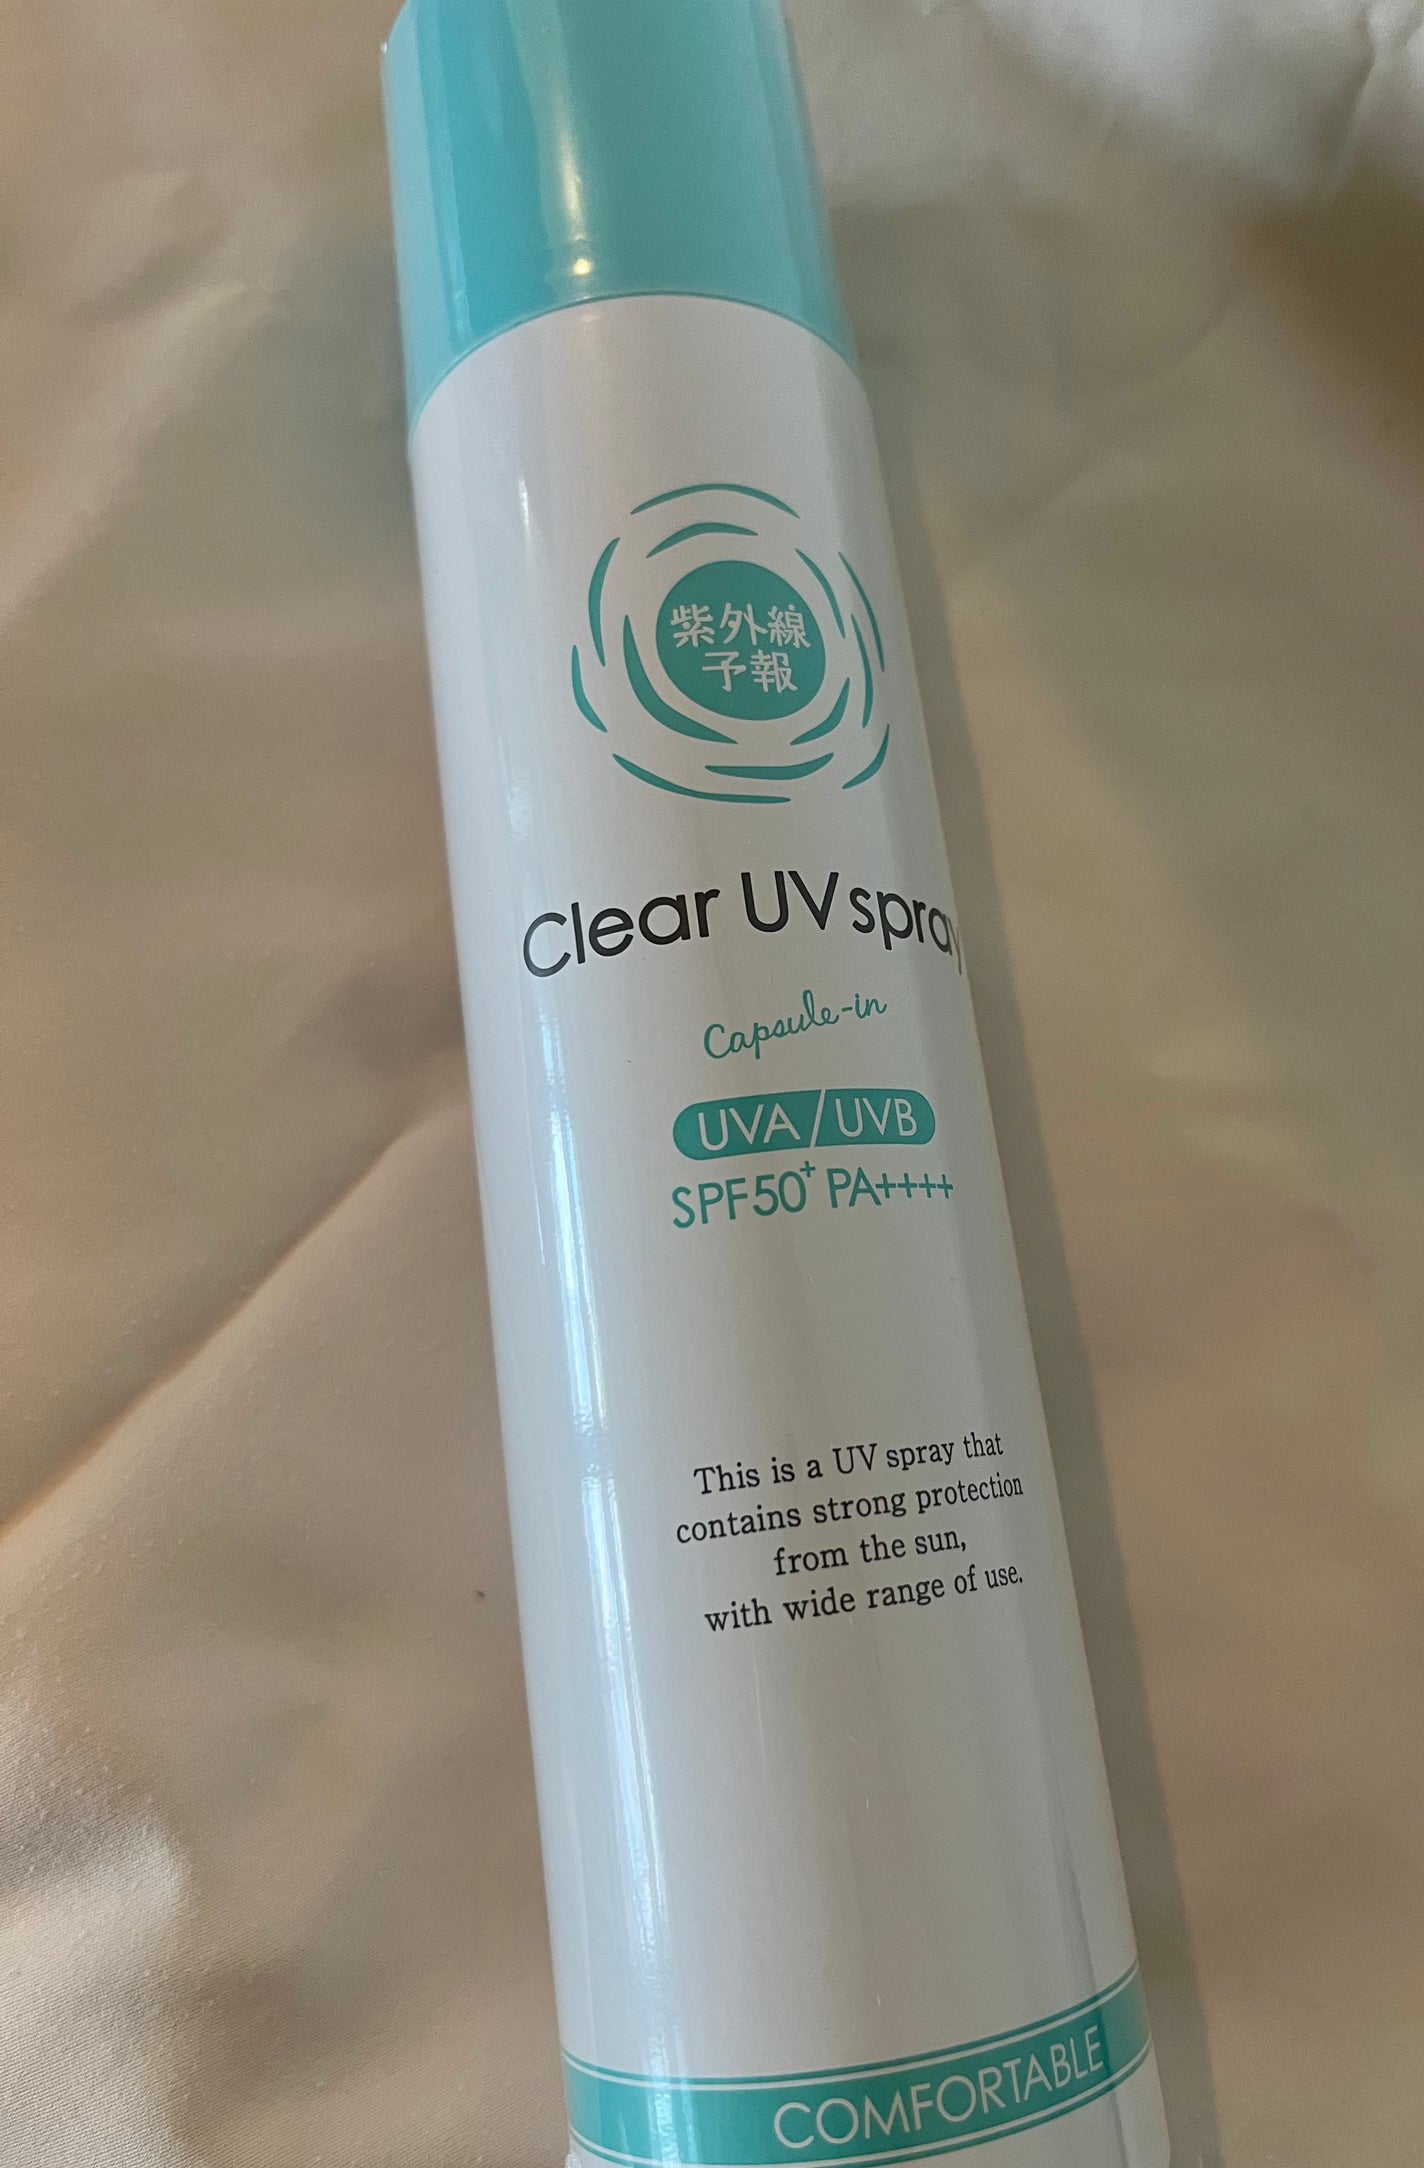 紫外線
予報
Clear UV spray
Capsule-in
UVA/UVB
SPF50+ PA++++
This is a UV spray that
contains strong protection
from the sun,
with wide range of use.
COMFORTABLE